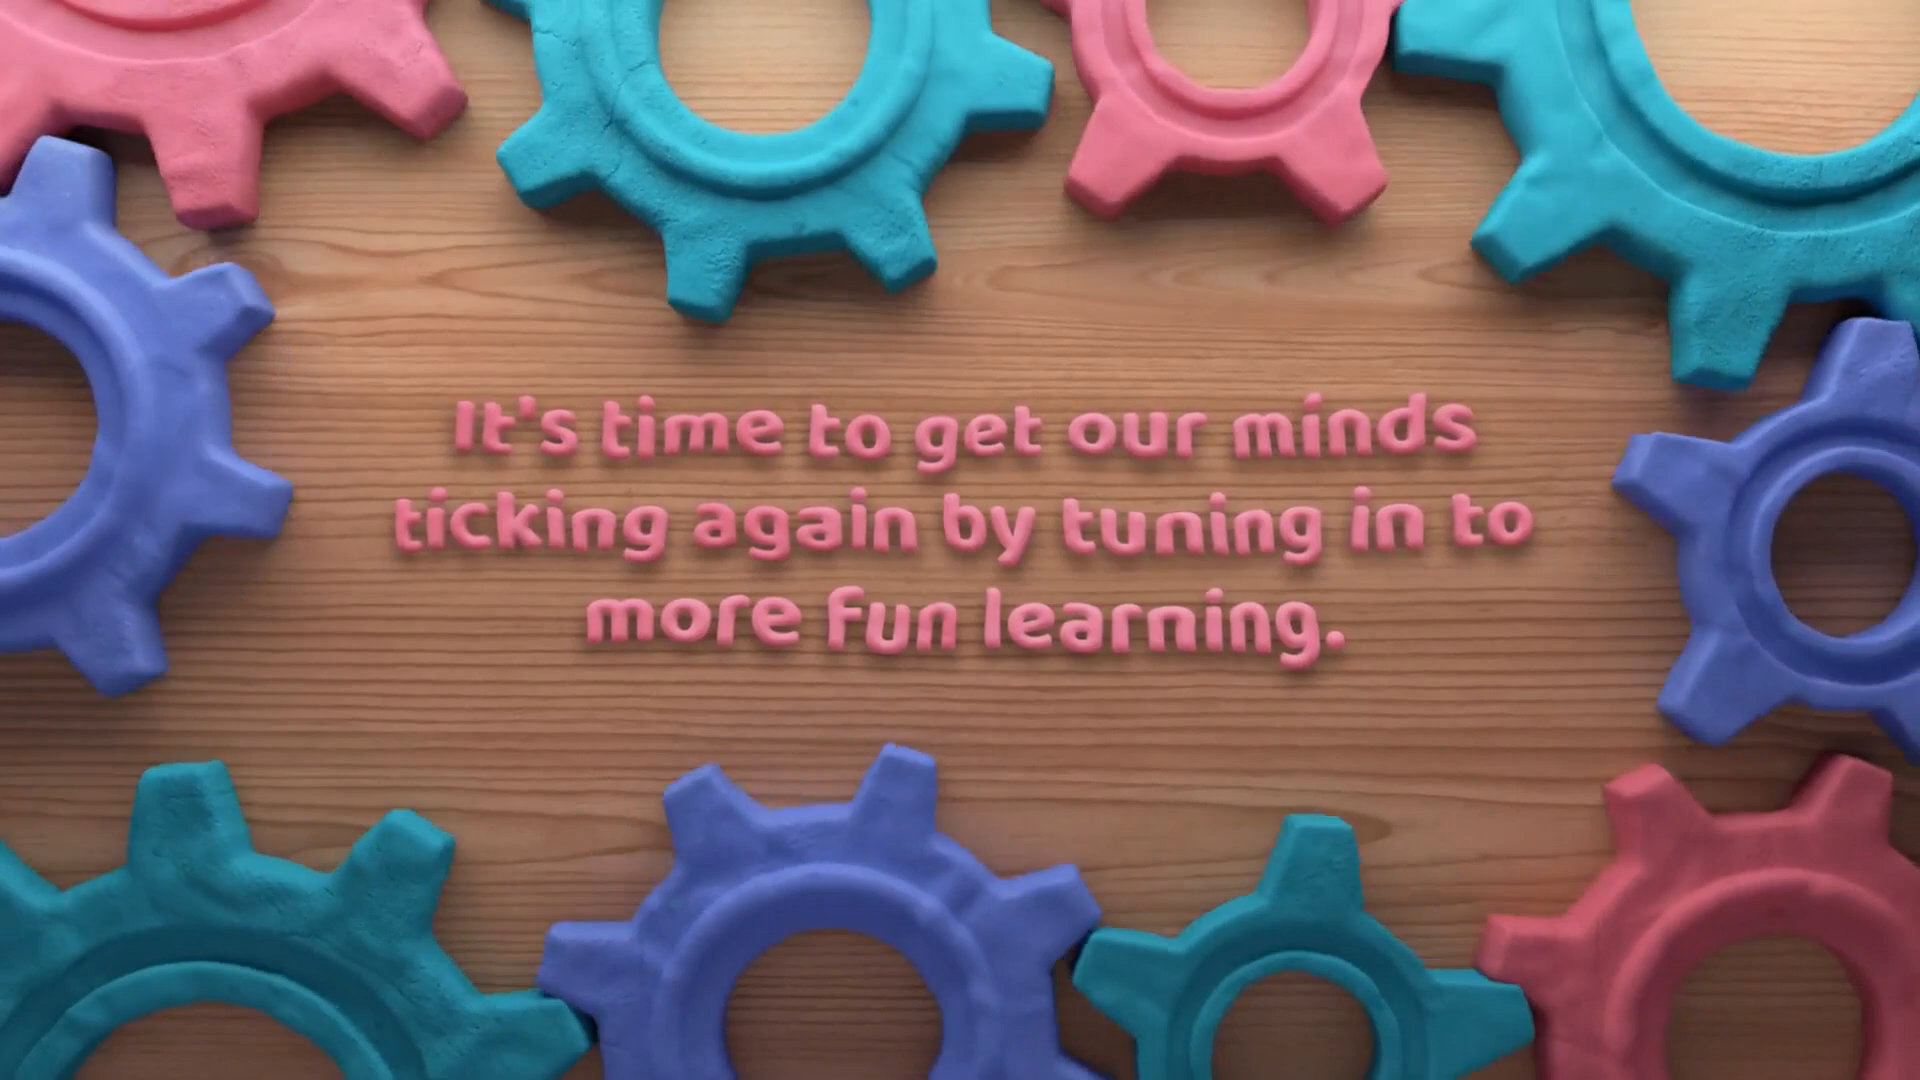 It's time to get our minds
ticking again by tuning in to
more fun learning.